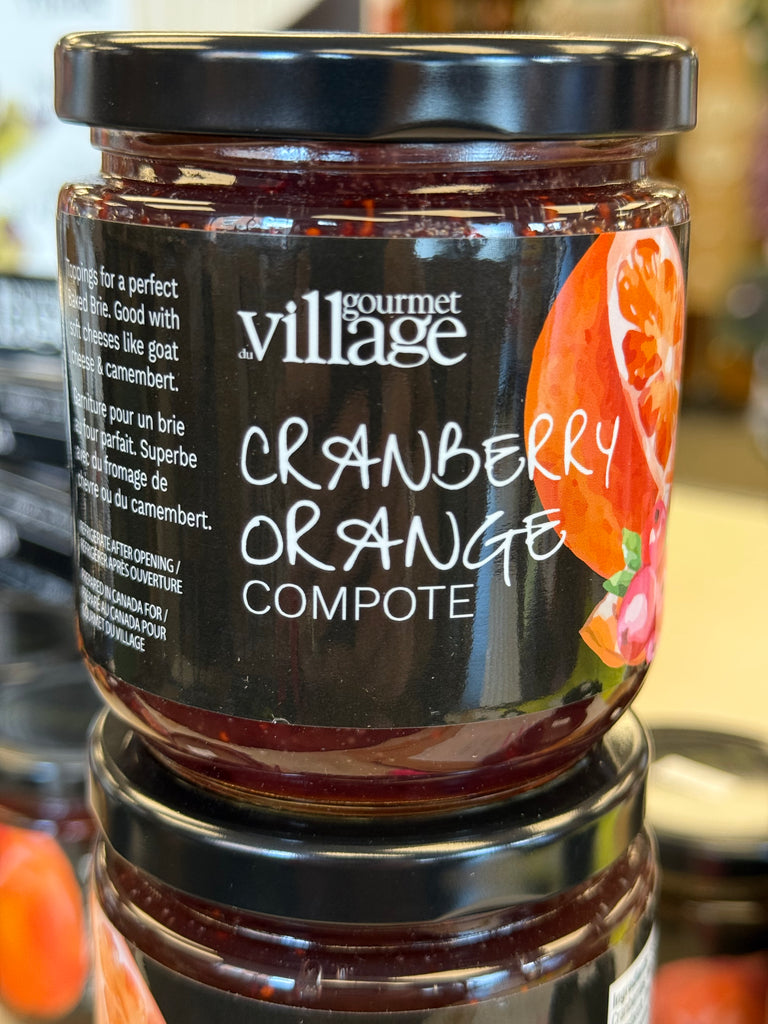 Toppings for a perfect
Baked Brie. Good with
soft cheeses like goat
cheese & camembert.
Garniture pour un brie
au four parfait. Superbe
avec du fromage de
chèvre ou du camembert.
REFRIGERATE AFTER OPENING /
RÉFRIGÉRER APRÈS OUVERTURE
PREPARED IN CANADA FOR /
PRÉPARÉ AU CANADA POUR
GOURMET DU VILLAGE
gourmet
du village
CRANBERRY
ORANGE
COMPOTE